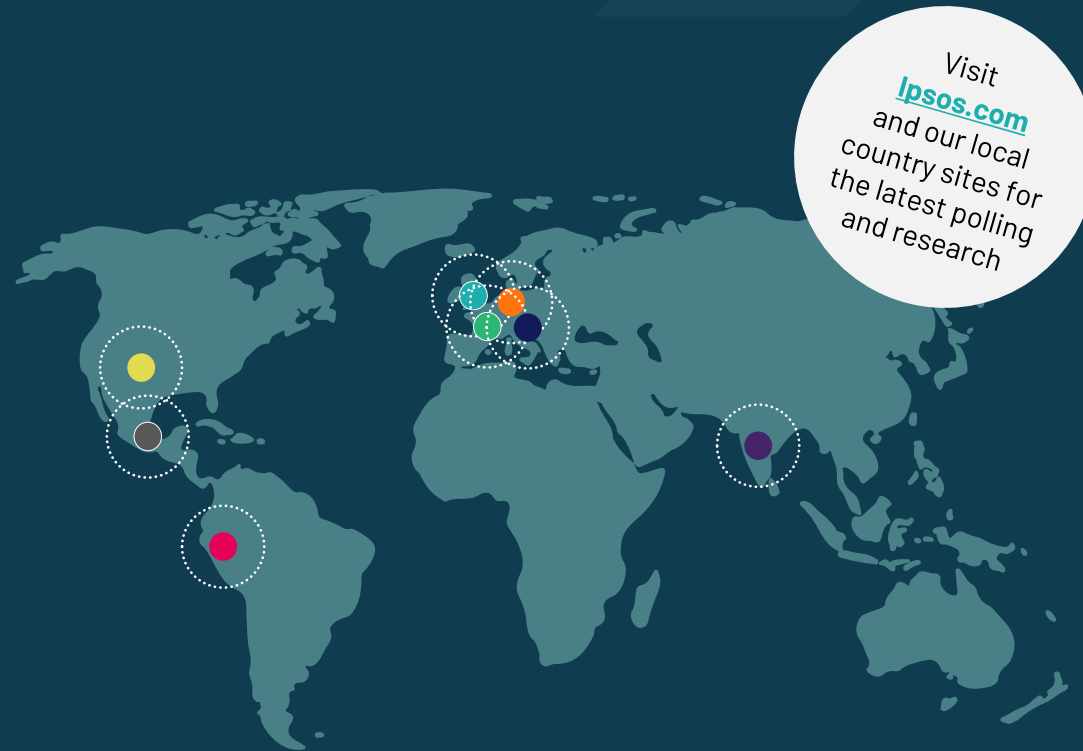 Visit
Ipsos.com
and our local
country sites for
the latest polling
and research